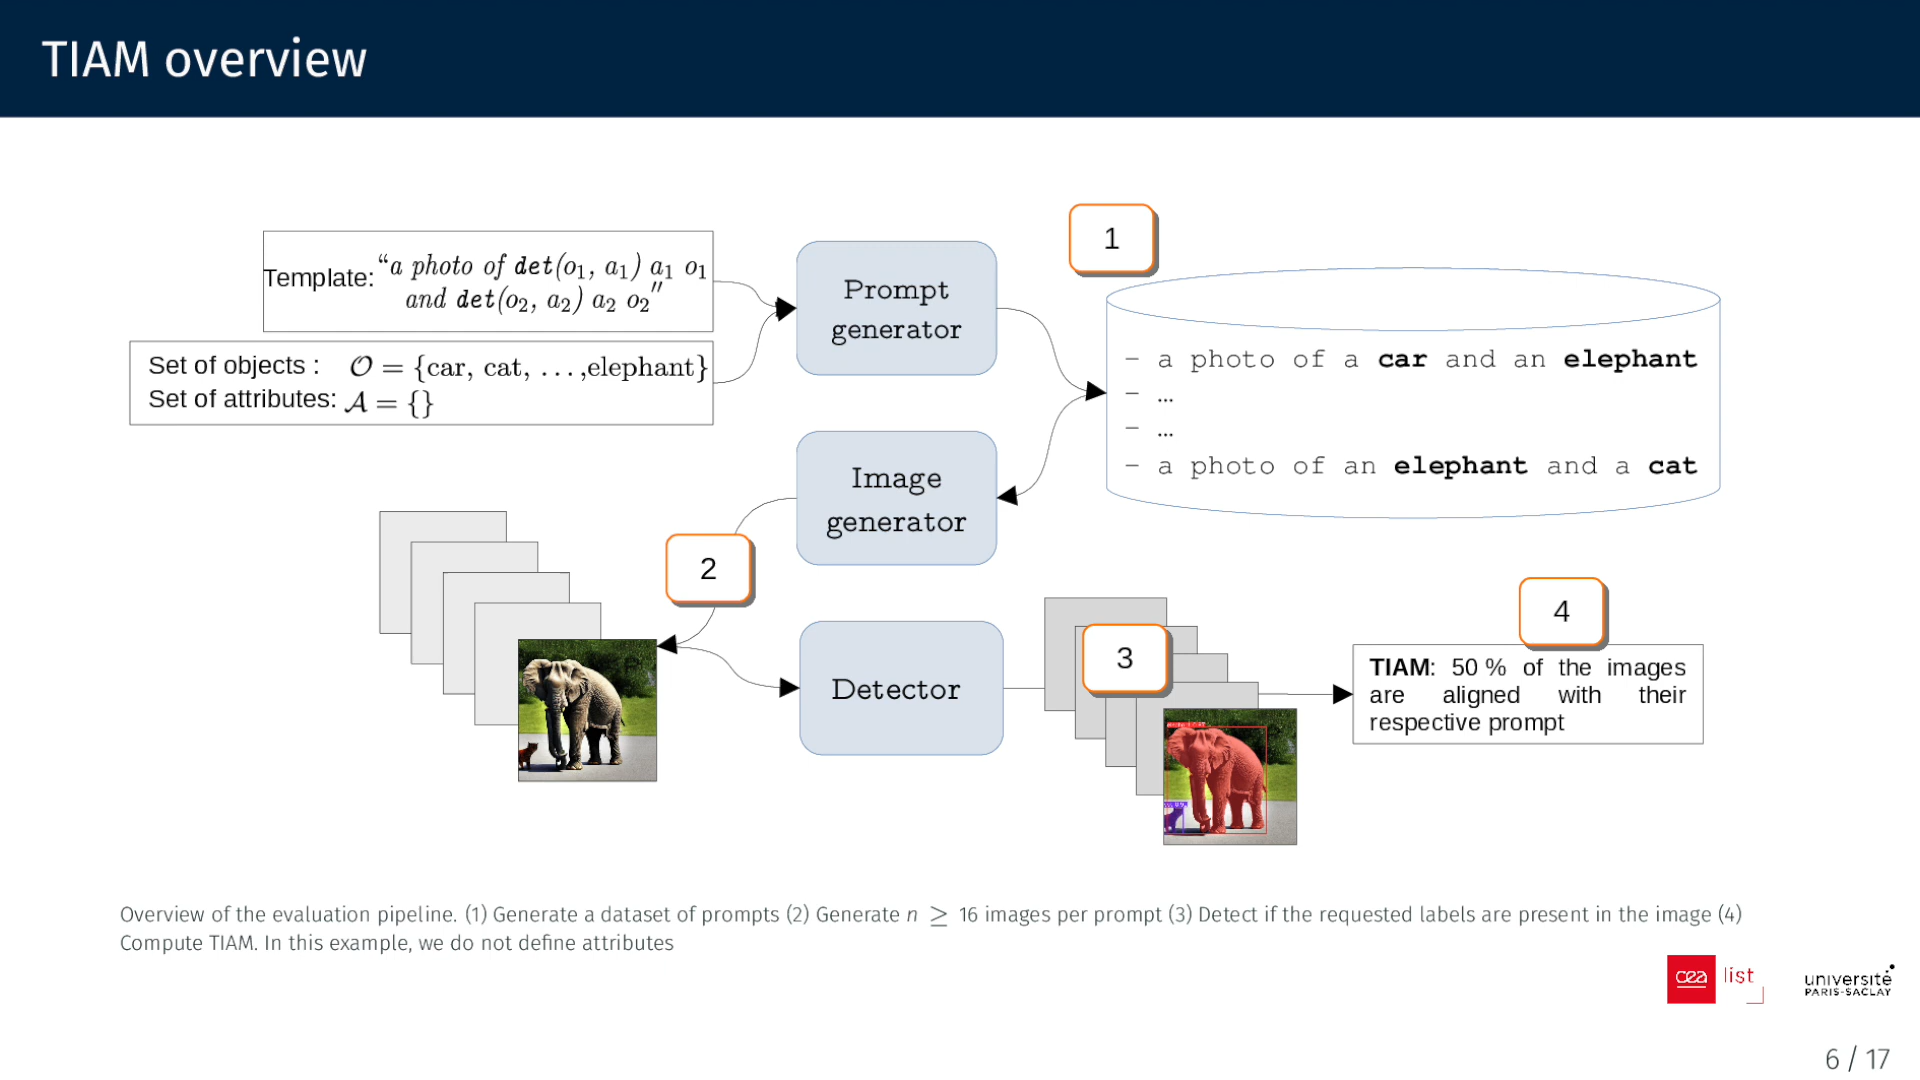 TIAM overview
1
Template: “a photo of det(o₁, a₁) a₁ o₁
and det(o₂, a₂) a₂ o₂”
Prompt
generator
Set of objects : 𝒪 = {car, cat, ...,elephant}
Set of attributes: 𝒜 = {}
– a photo of a car and an elephant
– …
– …
– a photo of an elephant and a cat
Image
generator
2
Detector
3
4
TIAM: 50 % of the images
are aligned with their
respective prompt
Overview of the evaluation pipeline. (1) Generate a dataset of prompts (2) Generate n ≥ 16 images per prompt (3) Detect if the requested labels are present in the image (4)
Compute TIAM. In this example, we do not define attributes
cea list
université
PARIS-SACLAY
6 / 17